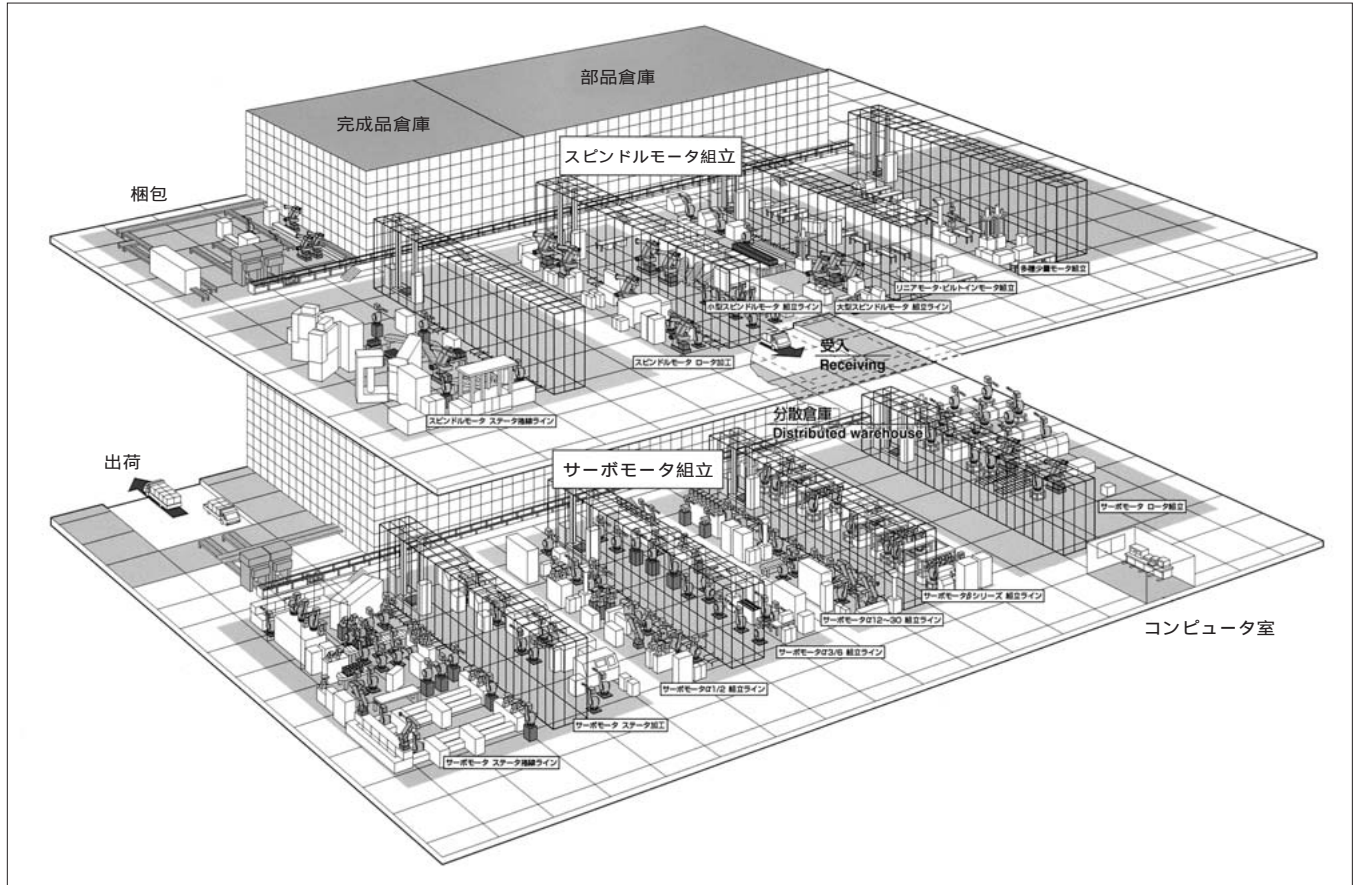 部品倉庫
完成品倉庫
スピンドルモータ組立
梱包
多種少量モータ組立
リニアモータ・ビルトインモータ組立
小型スピンドルモータ 組立ライン
大型スピンドルモータ 組立ライン
受入
Receiving
スピンドルモータ ロータ加工
スピンドルモータ ステータ捲線ライン
分散倉庫
Distributed warehouse
出荷
サーボモータ組立
サーボモータ ロータ組立
サーボモータβシリーズ 組立ライン
サーボモータα12~30 組立ライン
コンピュータ室
サーボモータα3/6 組立ライン
サーボモータα1/2 組立ライン
サーボモータ ステータ加工
サーボモータ ステータ捲線ライン